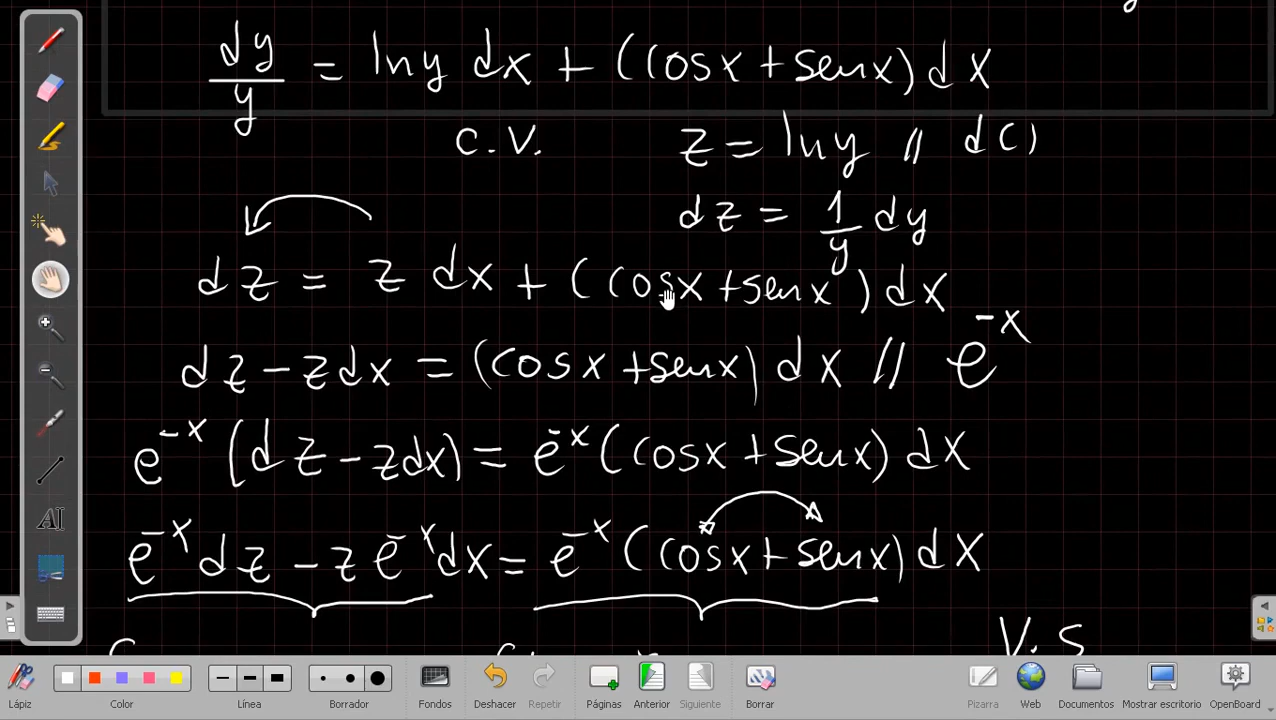 dy/y = lny dx + (cosx + senx) dx
C.V. z = lny // d( )
dz = 1/y dy
dz = z dx + (cosx + senx) dx
dz - zdx = (cosx + senx) dx // e^-x
e^-x (dz - zdx) = e^-x (cosx + senx) dx
e^-x dz - z e^-x dx = e^-x (cosx + senx) dx
V.S
AI
Lápiz Color Línea Borrador Fondos Deshacer Repetir Páginas Anterior Siguiente Borrar Pizarra Web Documentos Mostrar escritorio OpenBoard